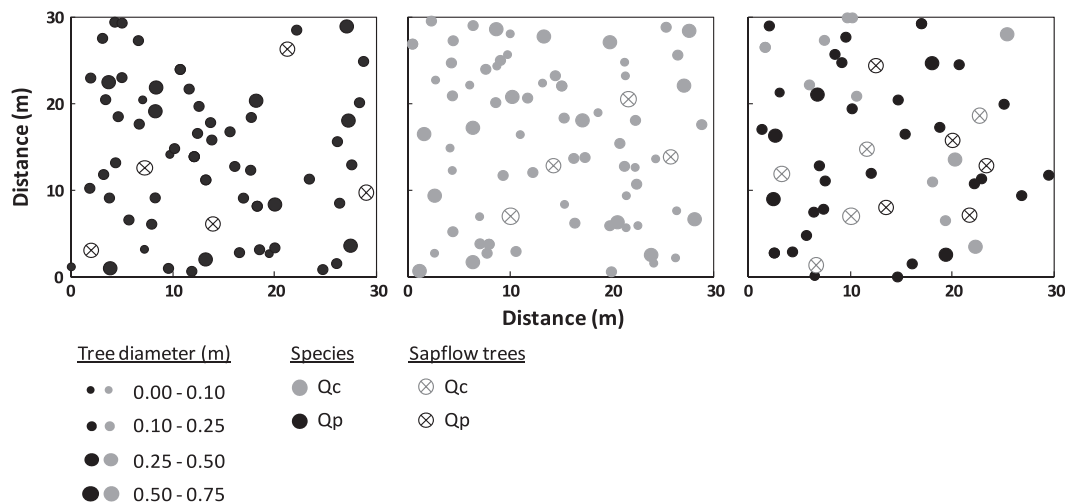 Distance (m)
30
20
10
0
0 10 20 30
0 10 20 30
0 10 20 30
Distance (m)
Tree diameter (m) Species Sapflow trees
0.00 - 0.10 Qc Qc
0.10 - 0.25 Qp Qp
0.25 - 0.50
0.50 - 0.75